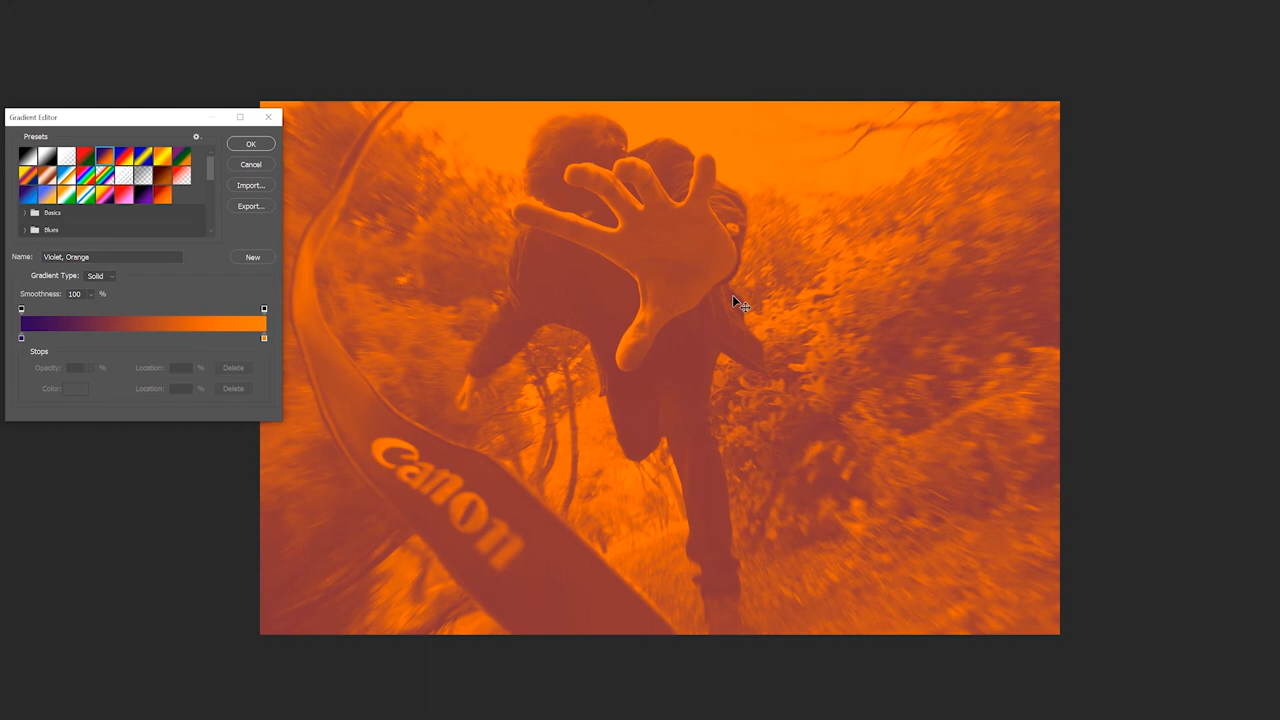 Gradient Editor
Presets
OK
Cancel
Import...
Export...
Basics
Blues
Name: Violet, Orange
New
Gradient Type: Solid
Smoothness: 100 %
Stops
Opacity: % Location: % Delete
Color: Location: % Delete
Canon